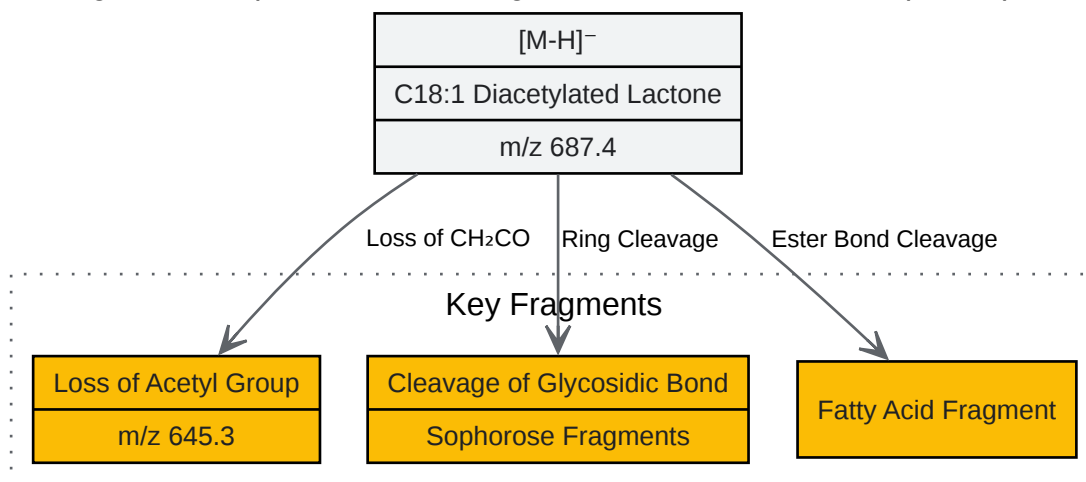 [M-H]⁻
C18:1 Diacetylated Lactone
m/z 687.4
Loss of CH₂CO
Ring Cleavage
Ester Bond Cleavage
Key Fragments
Loss of Acetyl Group
m/z 645.3
Cleavage of Glycosidic Bond
Sophorose Fragments
Fatty Acid Fragment